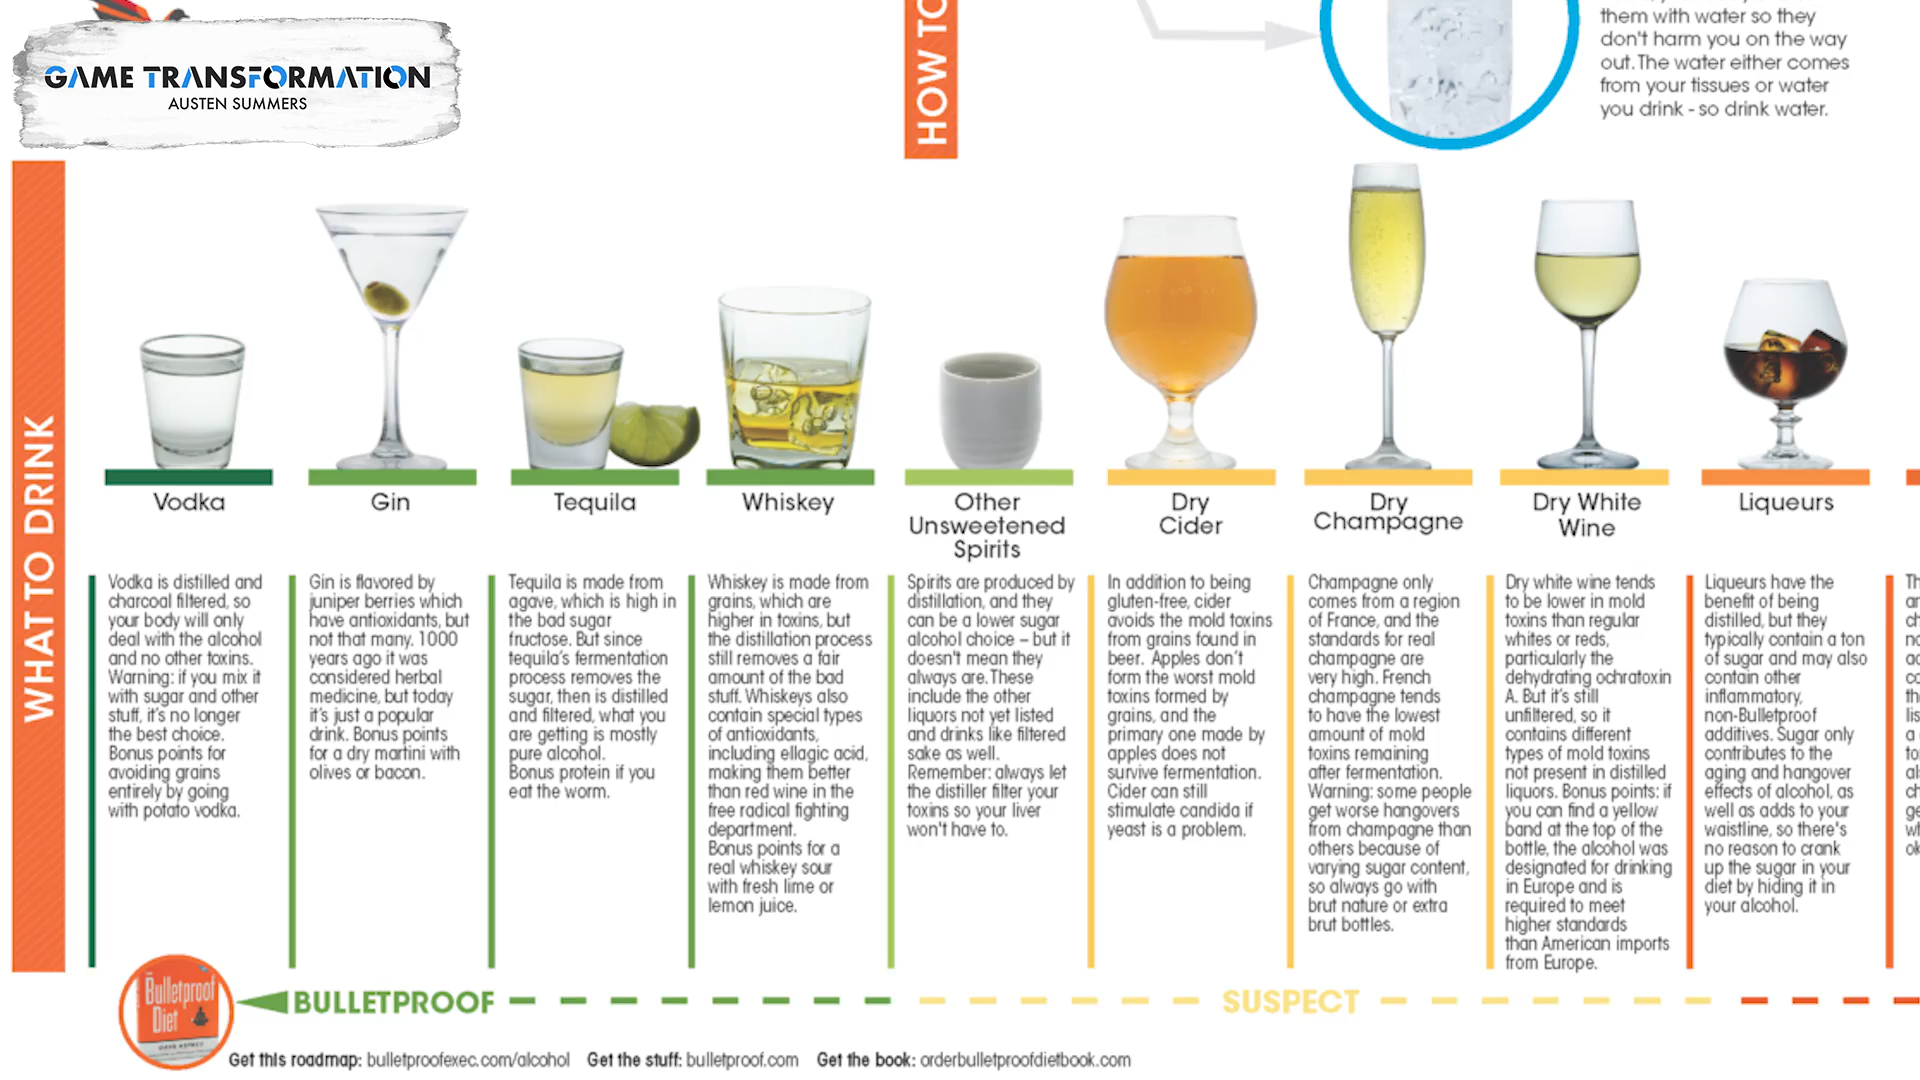 GAME TRANSFORMATION
AUSTEN SUMMERS
HOW TO
them with water so they
don't harm you on the way
out. The water either comes
from your tissues or water
you drink - so drink water.
WHAT TO DRINK
Vodka
Vodka is distilled and
charcoal filtered, so
your body will only
deal with the alcohol
and no other toxins.
Warning: if you mix it
with sugar and other
stuff, it's no longer
the best choice.
Bonus points for
avoiding grains
entirely by going
with potato vodka.
Gin
Gin is flavored by
juniper berries which
have antioxidants, but
not that many. 1000
years ago it was
considered herbal
medicine, but today
it's just a popular
drink. Bonus points
for a dry martini with
olives or bacon.
Tequila
Tequila is made from
agave, which is high in
the bad sugar
fructose. But since
tequila's fermentation
process removes the
sugar, then is distilled
and filtered, what you
are getting is mostly
pure alcohol.
Bonus protein if you
eat the worm.
Whiskey
Whiskey is made from
grains, which are
higher in toxins, but
the distillation process
still removes a fair
amount of the bad
stuff. Whiskeys also
contain special types
of antioxidants,
including ellagic acid,
making them better
than red wine in the
free radical fighting
department.
Bonus points for a
real whiskey sour
with fresh lime or
lemon juice.
Other
Unsweetened
Spirits
Spirits are produced by
distillation, and they
can be a lower sugar
alcohol choice – but it
doesn't mean they
always are. These
include the other
liquors not yet listed
and drinks like filtered
sake as well.
Remember: always let
the distiller filter your
toxins so your liver
won't have to.
Dry
Cider
In addition to being
gluten-free, cider
avoids the mold toxins
from grains found in
beer. Apples don't
form the worst mold
toxins formed by
grains, and the
primary one made by
apples does not
survive fermentation.
Cider can still
stimulate candida if
yeast is a problem.
Dry
Champagne
Champagne only
comes from a region
of France, and the
standards for real
champagne are
very high. French
champagne tends
to have the lowest
amount of mold
toxins remaining
after fermentation.
Warning: some people
get worse hangovers
from champagne than
others because of
varying sugar content,
so always go with
brut nature or extra
brut bottles.
Dry White
Wine
Dry white wine tends
to be lower in mold
toxins than regular
whites or reds,
particularly the
dehydrating ochratoxin
A. But it's still
unfiltered, so it
contains different
types of mold toxins
not present in distilled
liquors. Bonus points: if
you can find a yellow
band at the top of the
bottle, the alcohol was
designated for drinking
in Europe and is
required to meet
higher standards
than American imports
from Europe.
Liqueurs
Liqueurs have the
benefit of being
distilled, but they
typically contain a ton
of sugar and may also
contain other
inflammatory,
non-Bulletproof
additives. Sugar only
contributes to the
aging and hangover
effects of alcohol, as
well as adds to your
waistline, so there's
no reason to crank
up the sugar in your
diet by hiding it in
your alcohol.
Bulletproof
Diet
BULLETPROOF
SUSPECT
Get this roadmap: bulletproofexec.com/alcohol Get the stuff: bulletproof.com Get the book: orderbulletproofdietbook.com